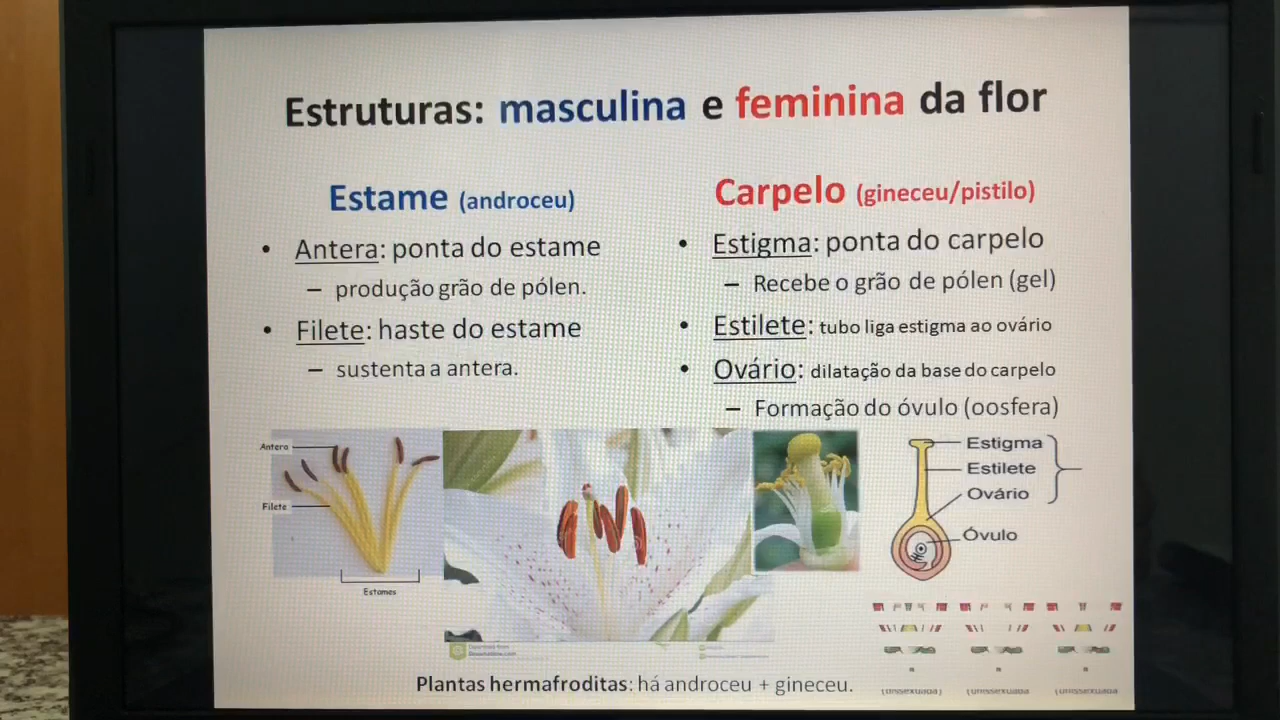 Estruturas: masculina e feminina da flor
Estame (androceu)
• Antera: ponta do estame
– produção grão de pólen.
• Filete: haste do estame
– sustenta a antera.
Carpelo (gineceu/pistilo)
• Estigma: ponta do carpelo
– Recebe o grão de pólen (gel)
• Estilete: tubo liga estigma ao ovário
• Ovário: dilatação da base do carpelo
– Formação do óvulo (oosfera)
Antera
Filete
Estames
Estigma
Estilete
Ovário
Óvulo
Plantas hermafroditas: há androceu + gineceu.